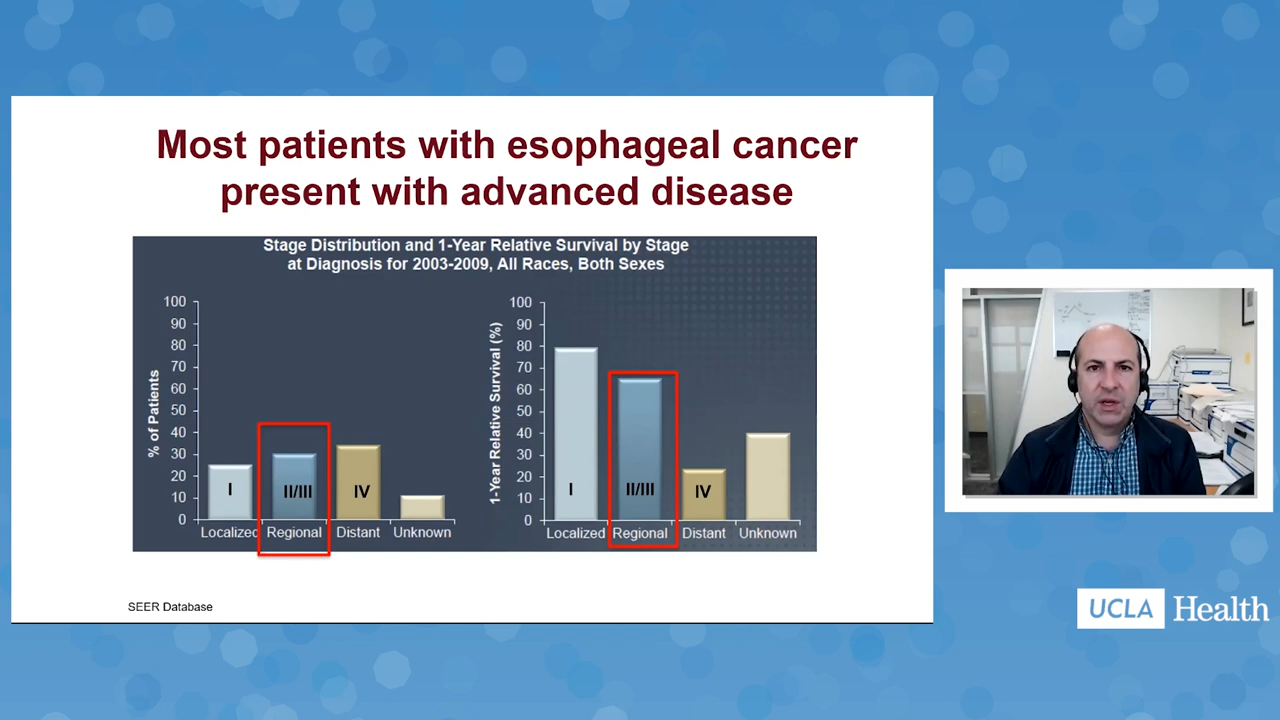 Most patients with esophageal cancer
present with advanced disease
Stage Distribution and 1-Year Relative Survival by Stage
at Diagnosis for 2003-2009, All Races, Both Sexes
% of Patients
100
90
80
70
60
50
40
30
20
10
0
I
II/III
IV
Localized
Regional
Distant
Unknown
1-Year Relative Survival (%)
100
90
80
70
60
50
40
30
20
10
0
I
II/III
IV
Localized
Regional
Distant
Unknown
SEER Database
UCLA Health